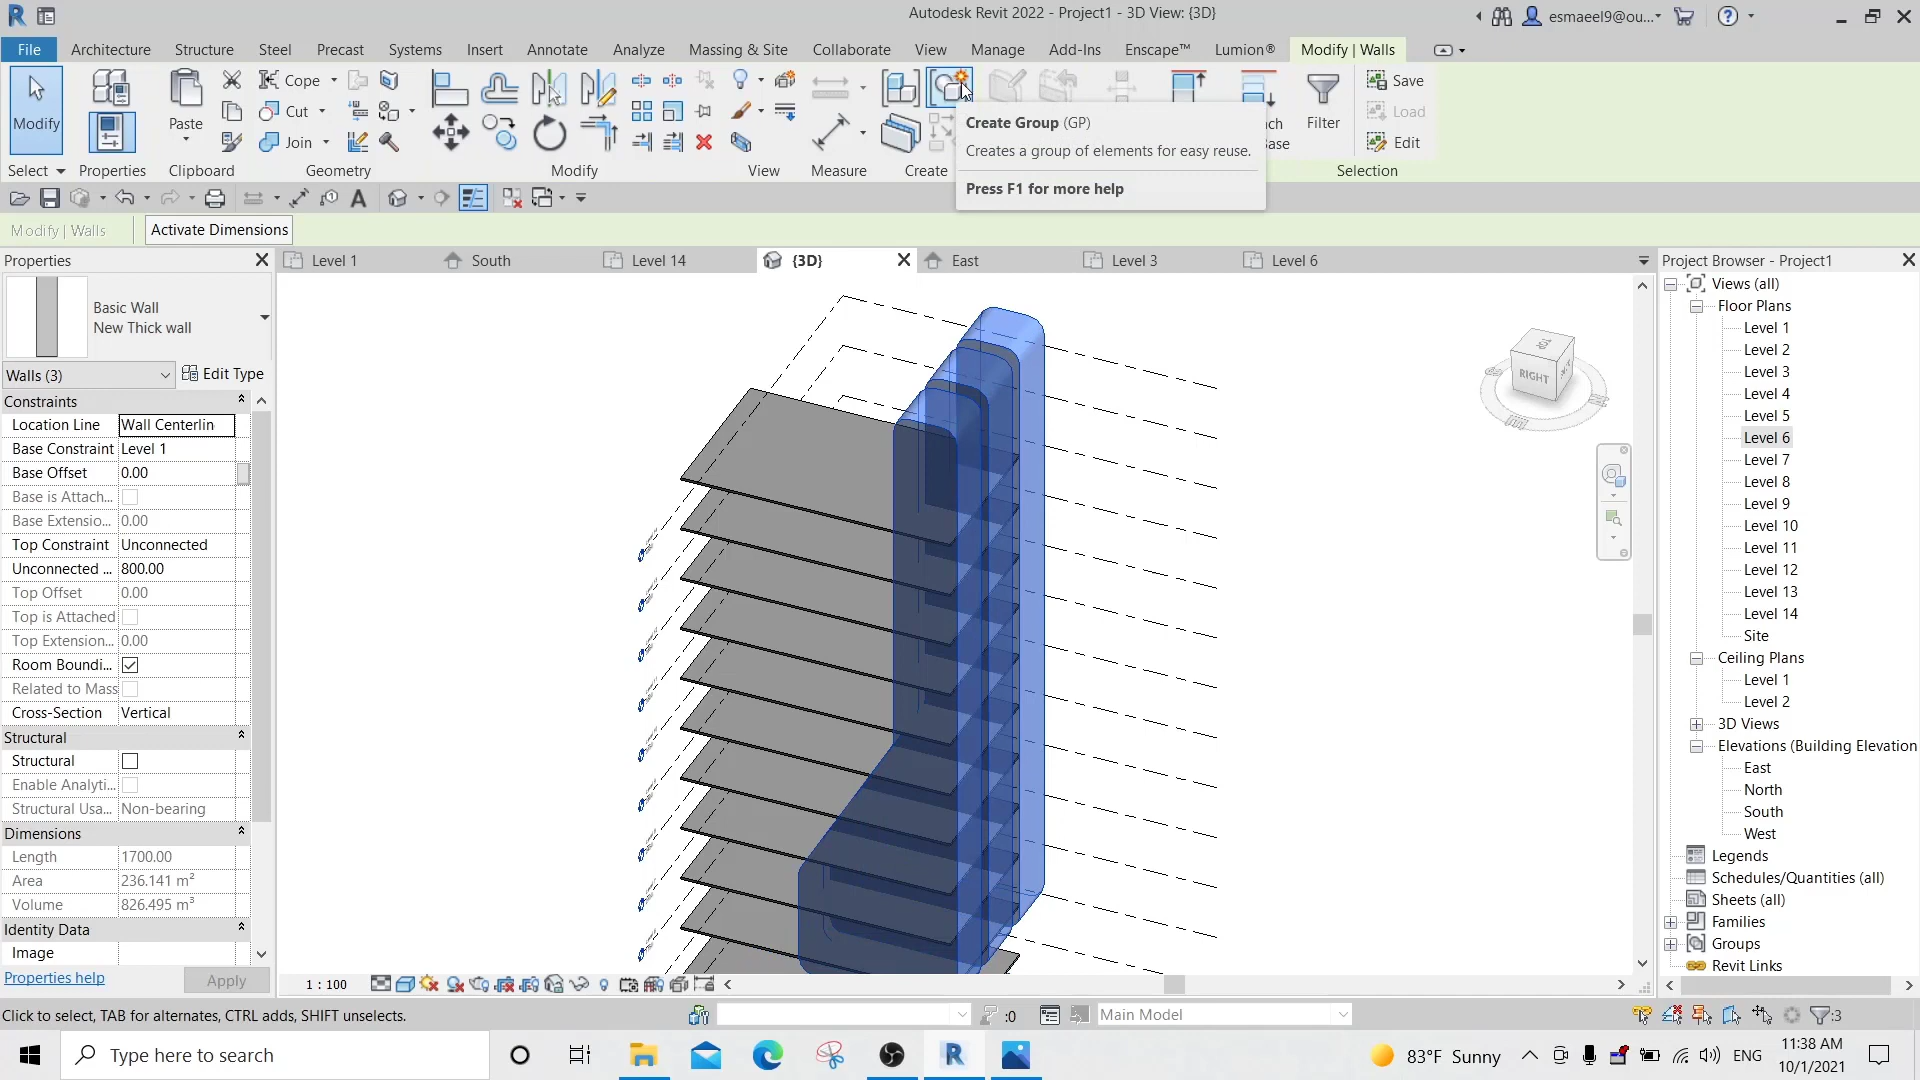 Autodesk Revit 2022 - Project1 - 3D View: {3D}
esmaeel9@ou...
File
Architecture
Structure
Steel
Precast
Systems
Insert
Annotate
Analyze
Massing & Site
Collaborate
View
Manage
Add-Ins
Enscape™
Lumion®
Modify | Walls
Modify
Paste
Cope
Cut
Join
Filter
Save
Load
Edit
Select
Properties
Clipboard
Geometry
Modify
View
Measure
Create
Selection
Create Group (GP)
Creates a group of elements for easy reuse.
Press F1 for more help
Modify | Walls
Activate Dimensions
Properties
Level 1
South
Level 14
{3D}
East
Level 3
Level 6
Basic Wall
New Thick wall
Walls (3)
Edit Type
Constraints
Location Line Wall Centerlin
Base Constraint Level 1
Base Offset 0.00
Base is Attach...
Base Extensio... 0.00
Top Constraint Unconnected
Unconnected ... 800.00
Top Offset 0.00
Top is Attached
Top Extension... 0.00
Room Boundi...
Related to Mass
Cross-Section Vertical
Structural
Structural
Enable Analyti...
Structural Usa... Non-bearing
Dimensions
Length 1700.00
Area 236.141 m²
Volume 826.495 m³
Identity Data
Image
Properties help
Apply
RIGHT
Project Browser - Project1
Views (all)
Floor Plans
Level 1
Level 2
Level 3
Level 4
Level 5
Level 6
Level 7
Level 8
Level 9
Level 10
Level 11
Level 12
Level 13
Level 14
Site
Ceiling Plans
Level 1
Level 2
3D Views
Elevations (Building Elevation
East
North
South
West
Legends
Schedules/Quantities (all)
Sheets (all)
Families
Groups
Revit Links
1 : 100
Click to select, TAB for alternates, CTRL adds, SHIFT unselects.
:0
Main Model
:3
Type here to search
83°F Sunny
ENG
11:38 AM
10/1/2021